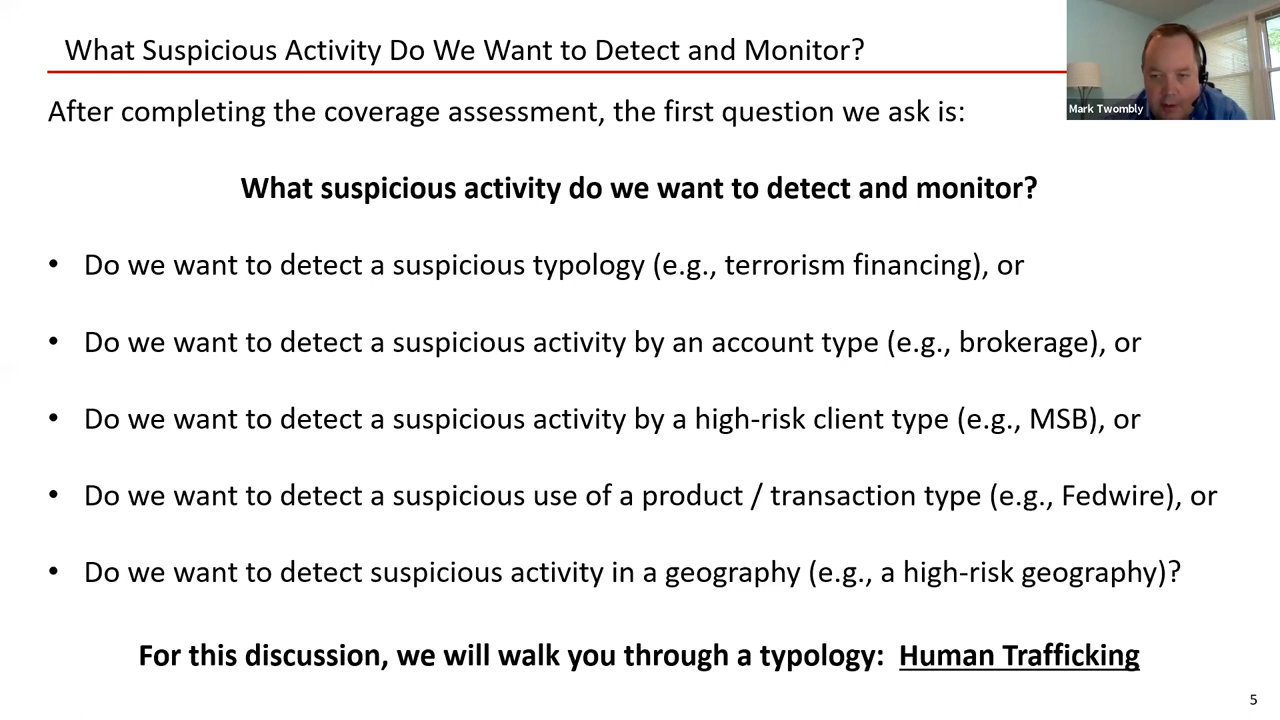 What Suspicious Activity Do We Want to Detect and Monitor?
Mark Twombly
After completing the coverage assessment, the first question we ask is:
What suspicious activity do we want to detect and monitor?
• Do we want to detect a suspicious typology (e.g., terrorism financing), or
• Do we want to detect a suspicious activity by an account type (e.g., brokerage), or
• Do we want to detect a suspicious activity by a high-risk client type (e.g., MSB), or
• Do we want to detect a suspicious use of a product / transaction type (e.g., Fedwire), or
• Do we want to detect suspicious activity in a geography (e.g., a high-risk geography)?
For this discussion, we will walk you through a typology: Human Trafficking
5